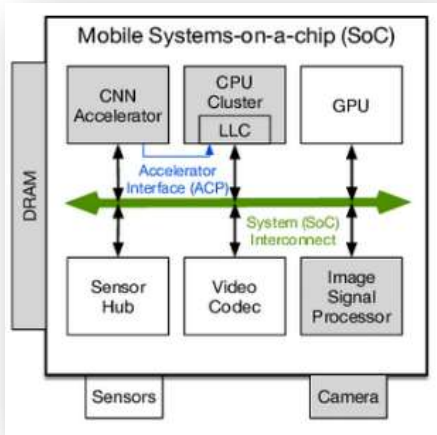 Mobile Systems-on-a-chip (SoC)
CNN
Accelerator
CPU
Cluster
LLC
GPU
Accelerator
Interface (ACP)
DRAM
System (SoC)
Interconnect
Sensor
Hub
Video
Codec
Image
Signal
Processor
Sensors
Camera